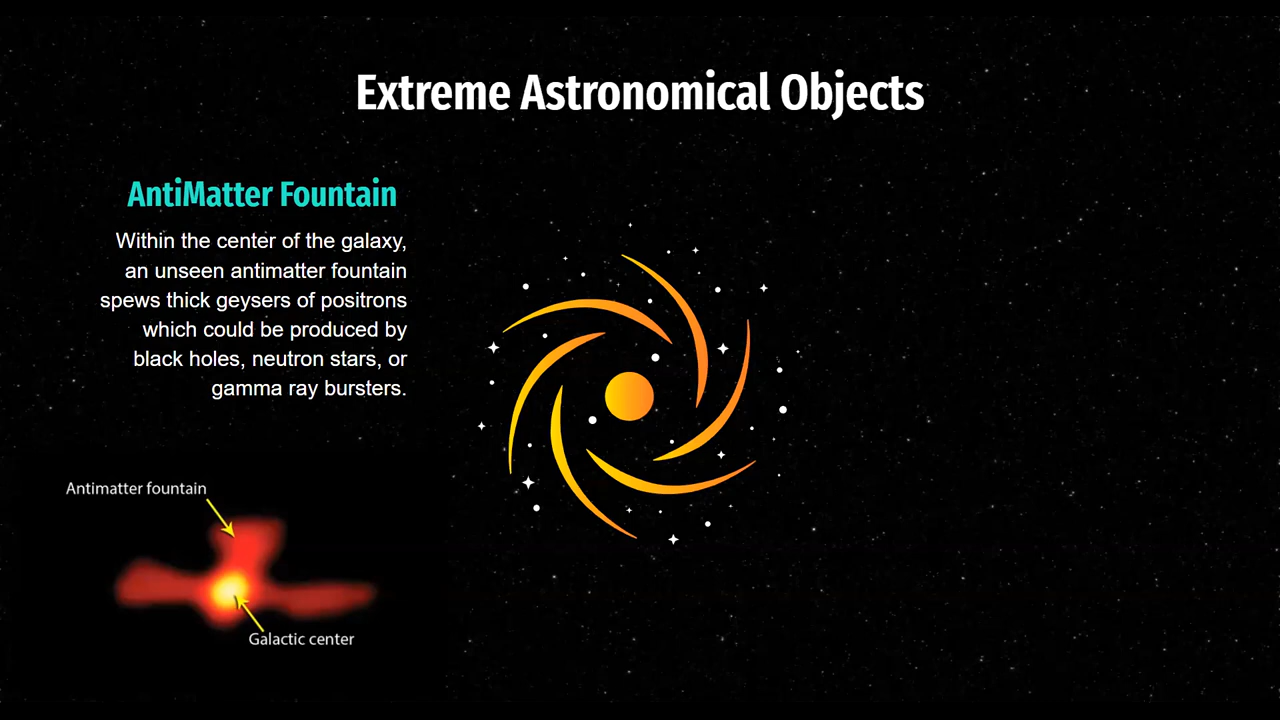 Extreme Astronomical Objects
AntiMatter Fountain
Within the center of the galaxy,
an unseen antimatter fountain
spews thick geysers of positrons
which could be produced by
black holes, neutron stars, or
gamma ray bursters.
Antimatter fountain
Galactic center